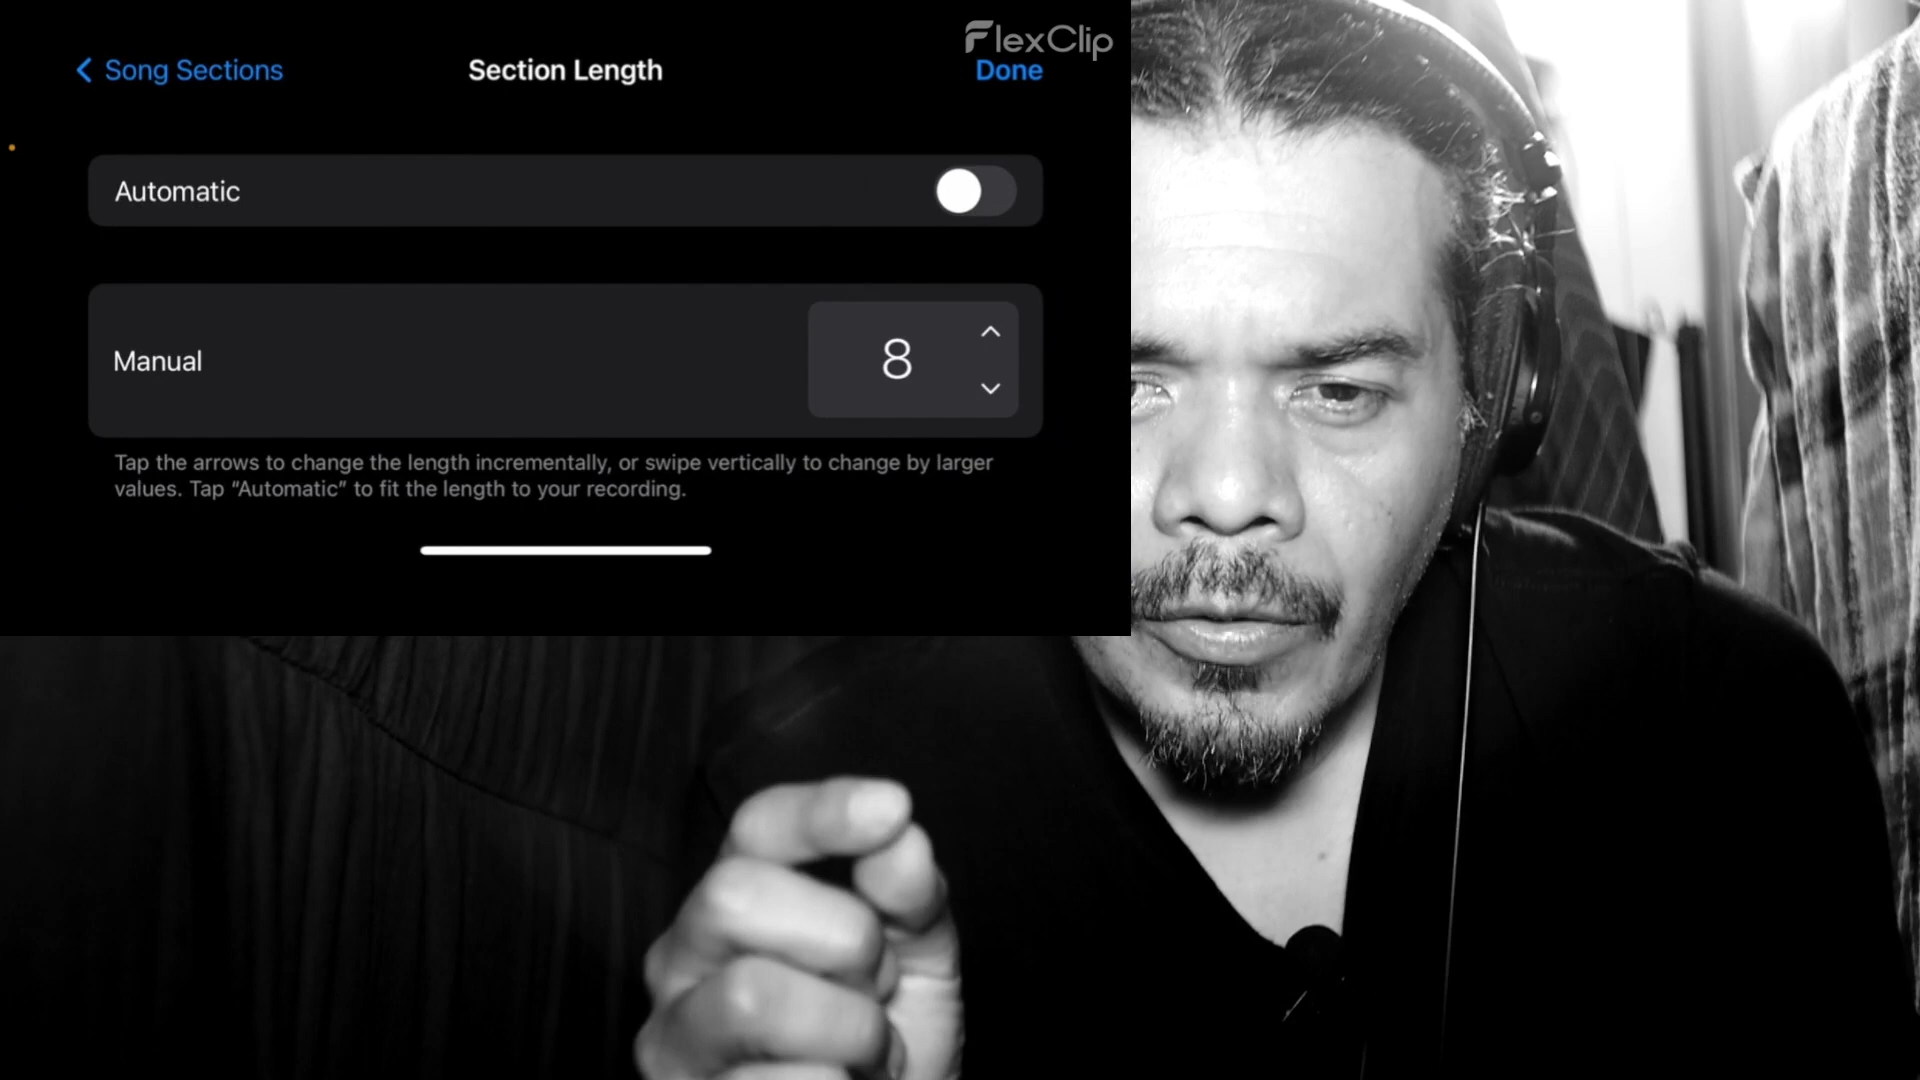 FlexClip
Song Sections
Section Length
Done
Automatic
Manual
8
Tap the arrows to change the length incrementally, or swipe vertically to change by larger
values. Tap “Automatic” to fit the length to your recording.